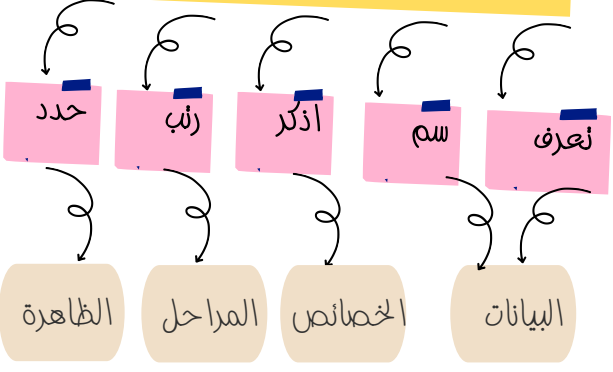 تعرف
سم
اذكر
رتب
حدد
البيانات
الخصائص
المراحل
الظاهرة